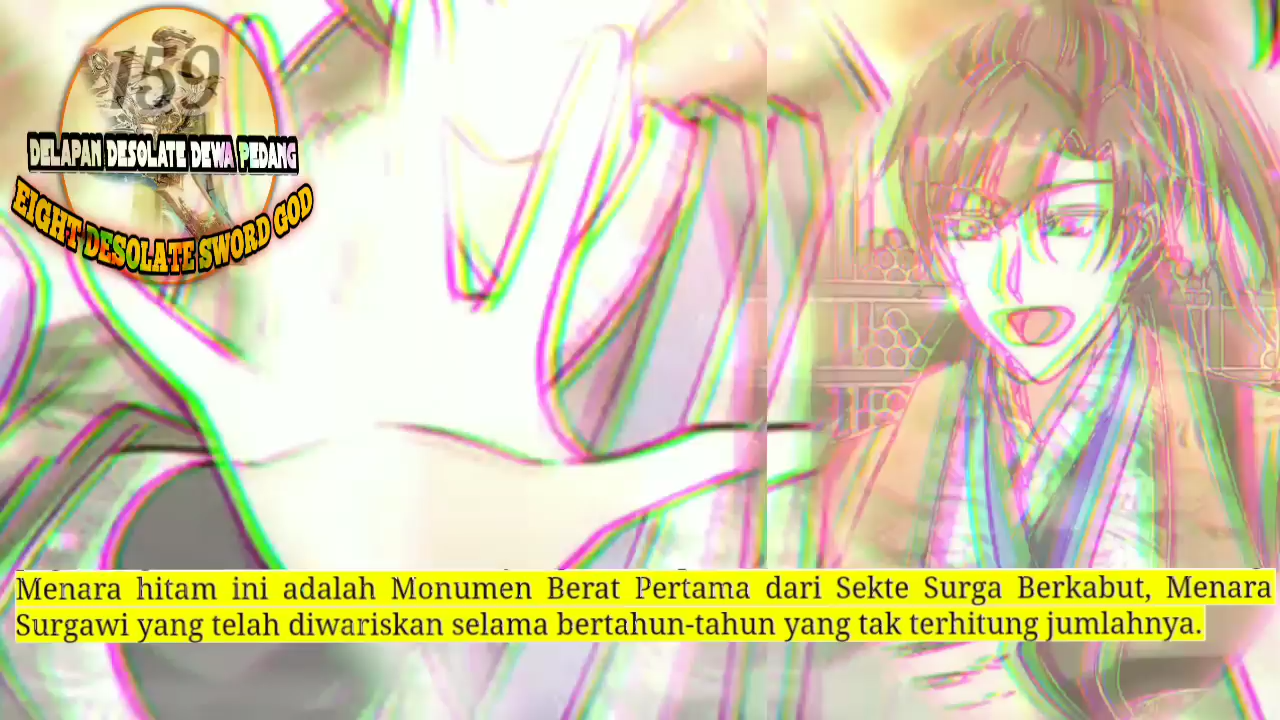 159
DELAPAN DESOLATE DEWA PEDANG
EIGHT DESOLATE SWORD GOD
Menara hitam ini adalah Monumen Berat Pertama dari Sekte Surga Berkabut, Menara
Surgawi yang telah diwariskan selama bertahun-tahun yang tak terhitung jumlahnya.